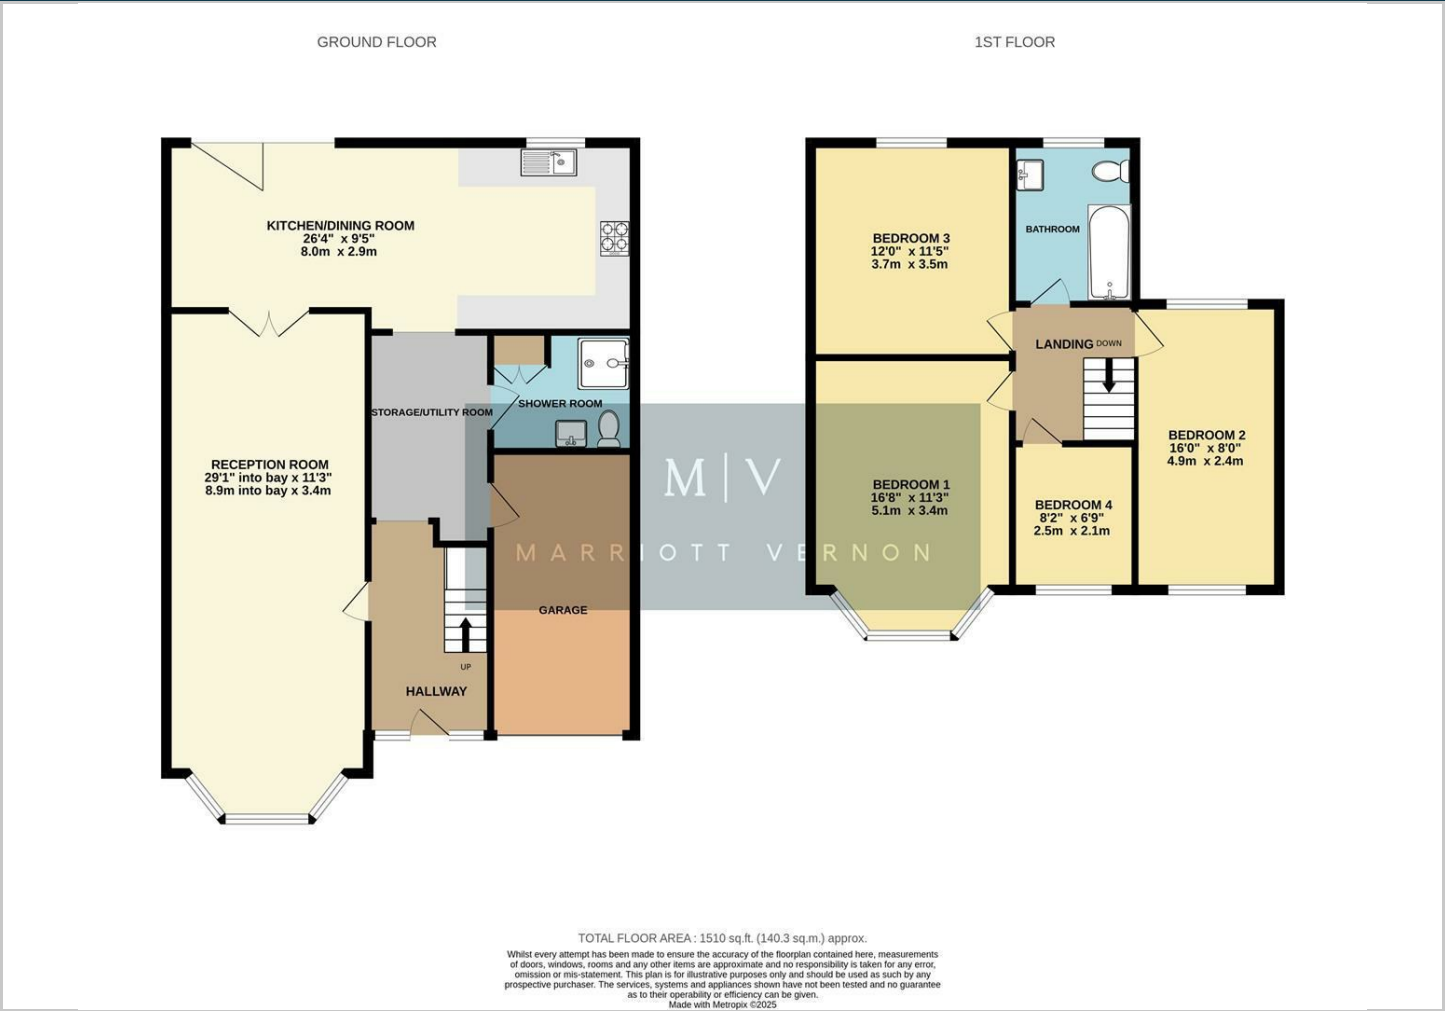 GROUND FLOOR
1ST FLOOR
KITCHEN/DINING ROOM
26'4" x 9'5"
8.0m x 2.9m
STORAGE/UTILITY ROOM
SHOWER ROOM
RECEPTION ROOM
29'1" into bay x 11'3"
8.9m into bay x 3.4m
GARAGE
UP
HALLWAY
BEDROOM 3
12'0" x 11'5"
3.7m x 3.5m
BATHROOM
LANDING
DOWN
BEDROOM 2
16'0" x 8'0"
4.9m x 2.4m
BEDROOM 1
16'8" x 11'3"
5.1m x 3.4m
BEDROOM 4
8'2" x 6'9"
2.5m x 2.1m
M|V
MARRIOTT VERNON
TOTAL FLOOR AREA : 1510 sq.ft. (140.3 sq.m.) approx.
Whilst every attempt has been made to ensure the accuracy of the floorplan contained here, measurements
of doors, windows, rooms and any other items are approximate and no responsibility is taken for any error,
omission or mis-statement. This plan is for illustrative purposes only and should be used as such by any
prospective purchaser. The services, systems and appliances shown have not been tested and no guarantee
as to their operability or efficiency can be given.
Made with Metropix ©2025